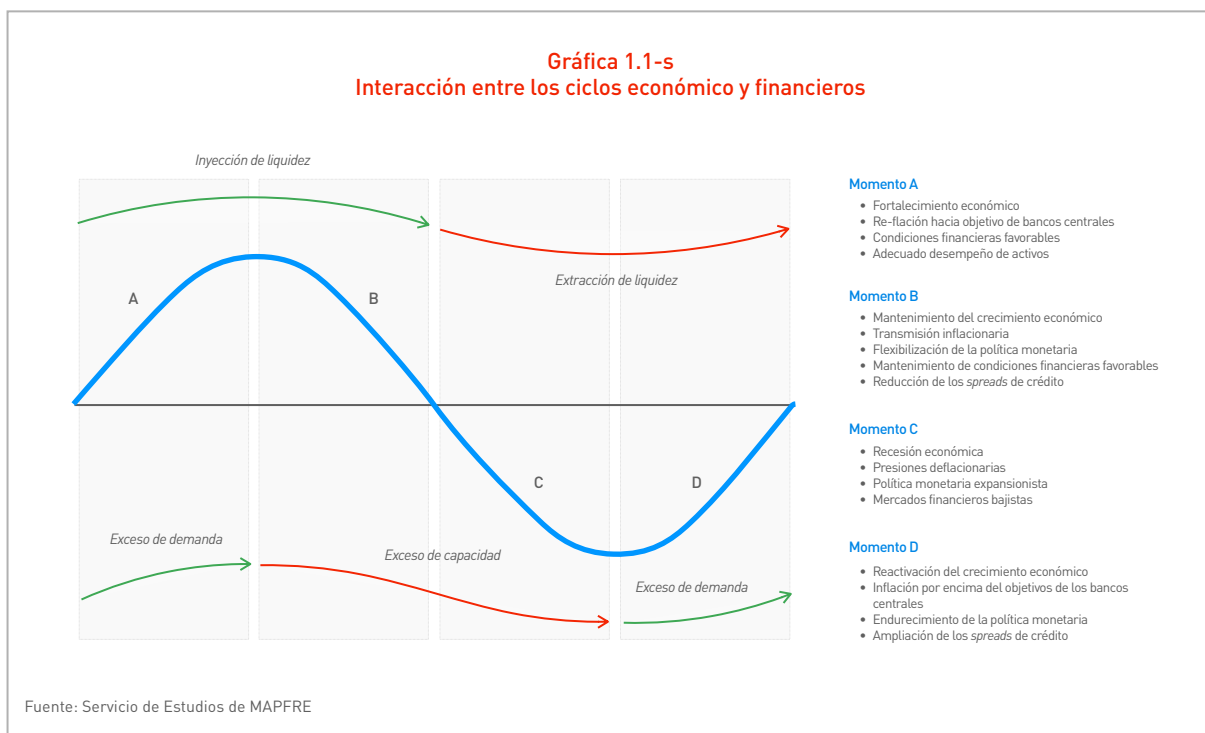 Gráfica 1.1-s
Interacción entre los ciclos económico y financieros
Inyección de liquidez
A
B
Extracción de liquidez
C
D
Exceso de demanda
Exceso de capacidad
Exceso de demanda
Momento A
• Fortalecimiento económico
• Re-flación hacia objetivo de bancos centrales
• Condiciones financieras favorables
• Adecuado desempeño de activos
Momento B
• Mantenimiento del crecimiento económico
• Transmisión inflacionaria
• Flexibilización de la política monetaria
• Mantenimiento de condiciones financieras favorables
• Reducción de los spreads de crédito
Momento C
• Recesión económica
• Presiones deflacionarias
• Política monetaria expansionista
• Mercados financieros bajistas
Momento D
• Reactivación del crecimiento económico
• Inflación por encima del objetivos de los bancos
centrales
• Endurecimiento de la política monetaria
• Ampliación de los spreads de crédito
Fuente: Servicio de Estudios de MAPFRE